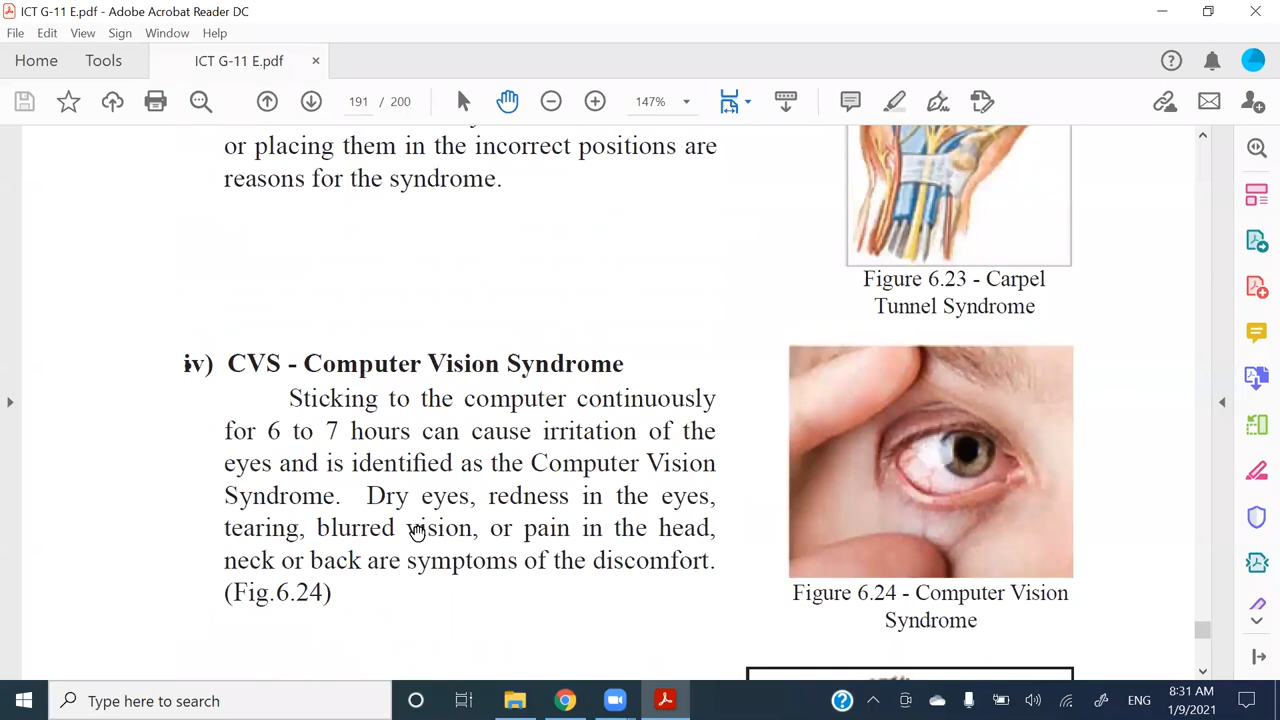 ICT G-11 E.pdf - Adobe Acrobat Reader DC
File Edit View Sign Window Help
Home Tools ICT G-11 E.pdf ×
191 / 200 147%
or placing them in the incorrect positions are
reasons for the syndrome.
Figure 6.23 - Carpel
Tunnel Syndrome
iv) CVS - Computer Vision Syndrome
Sticking to the computer continuously
for 6 to 7 hours can cause irritation of the
eyes and is identified as the Computer Vision
Syndrome. Dry eyes, redness in the eyes,
tearing, blurred vision, or pain in the head,
neck or back are symptoms of the discomfort.
(Fig.6.24)
Figure 6.24 - Computer Vision
Syndrome
Type here to search
ENG
8:31 AM
1/9/2021